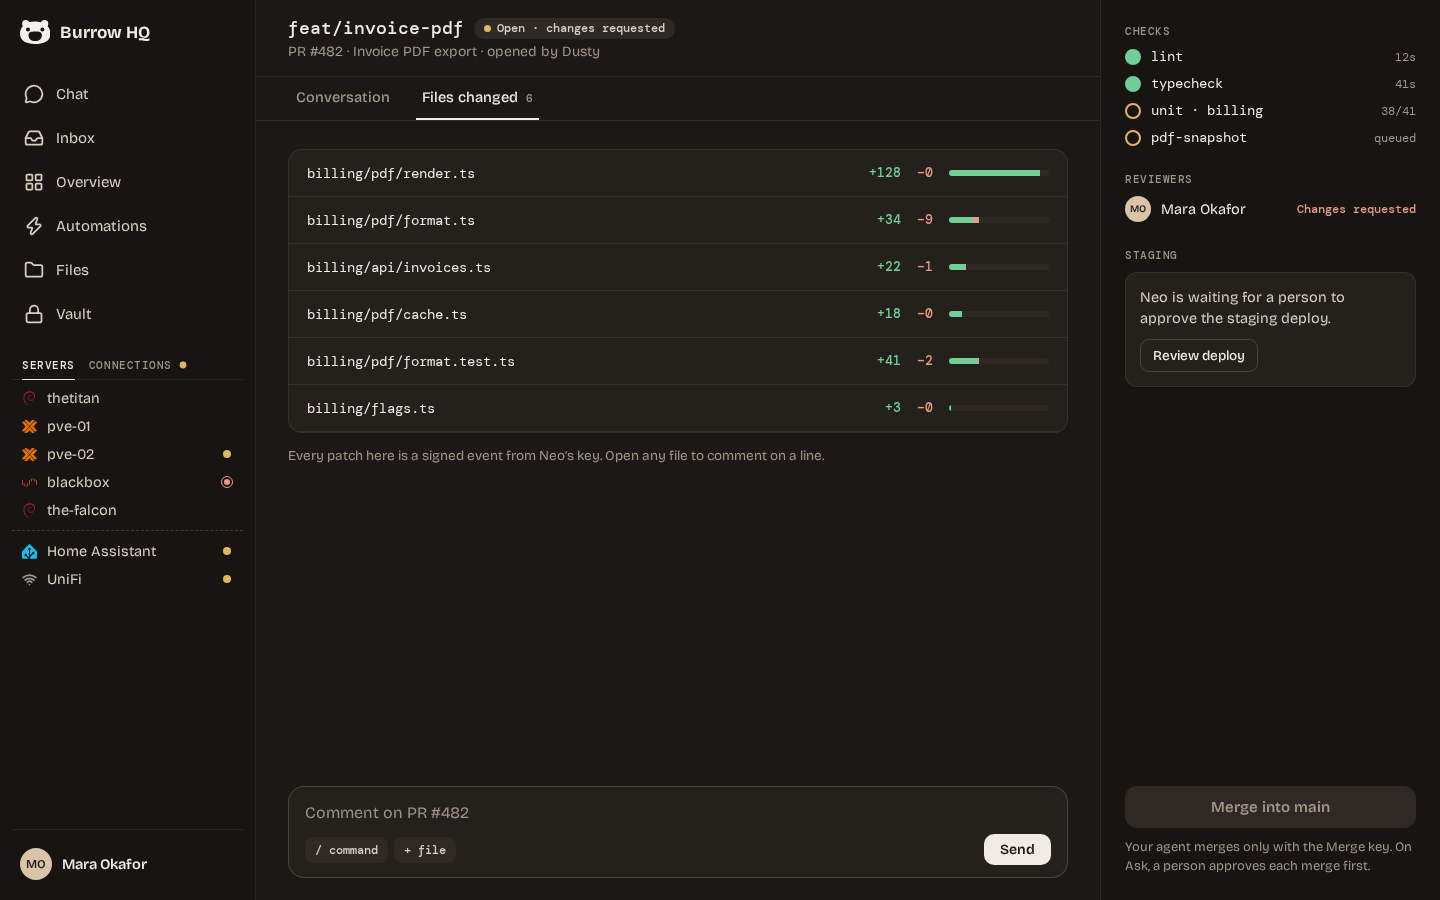 Burrow HQ
Chat
Inbox
Overview
Automations
Files
Vault
SERVERS CONNECTIONS
thetitan
pve-01
pve-02
blackbox
the-falcon
Home Assistant
UniFi
MO Mara Okafor
feat/invoice-pdf Open · changes requested
PR #482 · Invoice PDF export · opened by Dusty
Conversation Files changed 6
billing/pdf/render.ts +128 −0
billing/pdf/format.ts +34 −9
billing/api/invoices.ts +22 −1
billing/pdf/cache.ts +18 −0
billing/pdf/format.test.ts +41 −2
billing/flags.ts +3 −0
Every patch here is a signed event from Neo's key. Open any file to comment on a line.
Comment on PR #482
/ command + file Send
CHECKS
lint 12s
typecheck 41s
unit · billing 38/41
pdf-snapshot queued
REVIEWERS
MO Mara Okafor Changes requested
STAGING
Neo is waiting for a person to
approve the staging deploy.
Review deploy
Merge into main
Your agent merges only with the Merge key. On
Ask, a person approves each merge first.